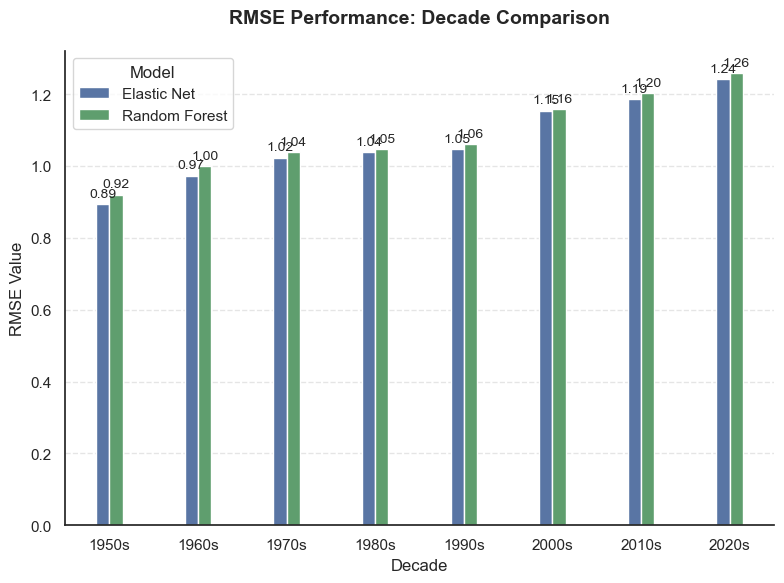 RMSE Performance: Decade Comparison
Model
Elastic Net
Random Forest
RMSE Value
1.2
1.0
0.8
0.6
0.4
0.2
0.0
0.89 0.92
0.97 1.00
1.02 1.04
1.04 1.05
1.05 1.06
1.15 1.16
1.19 1.20
1.24 1.26
1950s 1960s 1970s 1980s 1990s 2000s 2010s 2020s
Decade